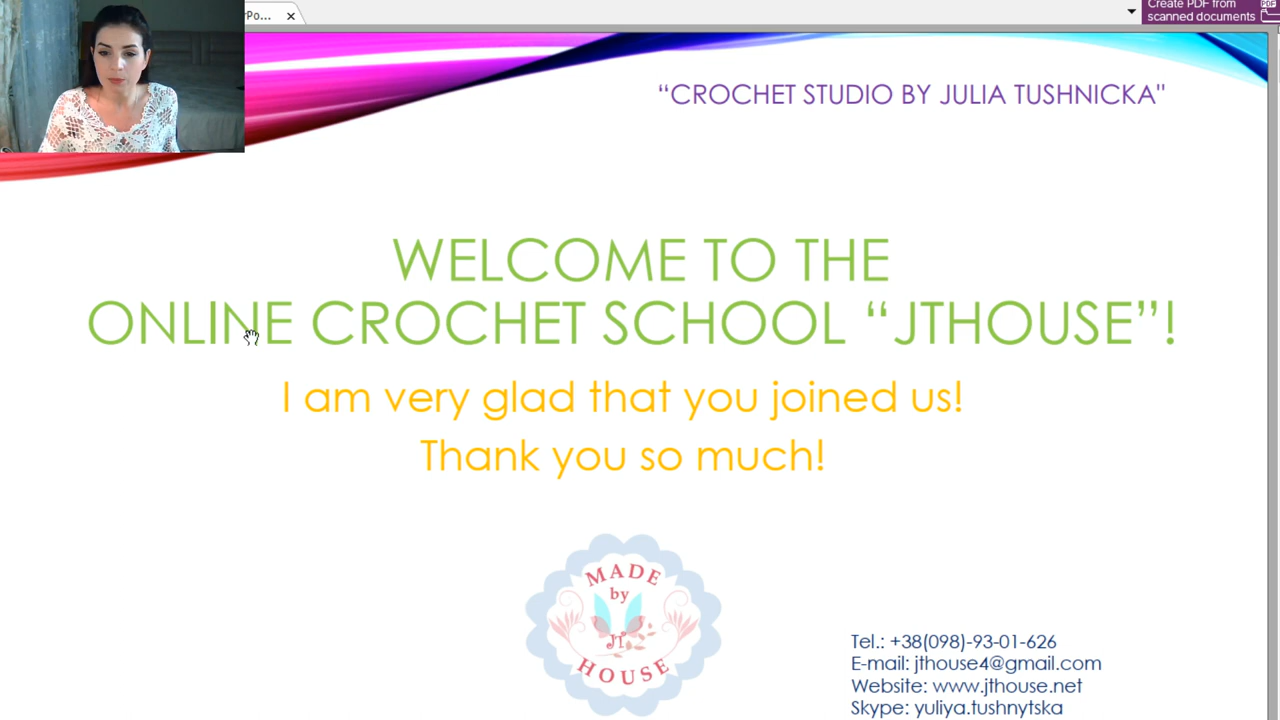 Po...
Create PDF from
scanned documents
PDF
“CROCHET STUDIO BY JULIA TUSHNICKA"
WELCOME TO THE
ONLINE CROCHET SCHOOL “JTHOUSE”!
I am very glad that you joined us!
Thank you so much!
MADE
by
JT
HOUSE
Tel.: +38(098)-93-01-626
E-mail: jthouse4@gmail.com
Website: www.jthouse.net
Skype: yuliya.tushnytska